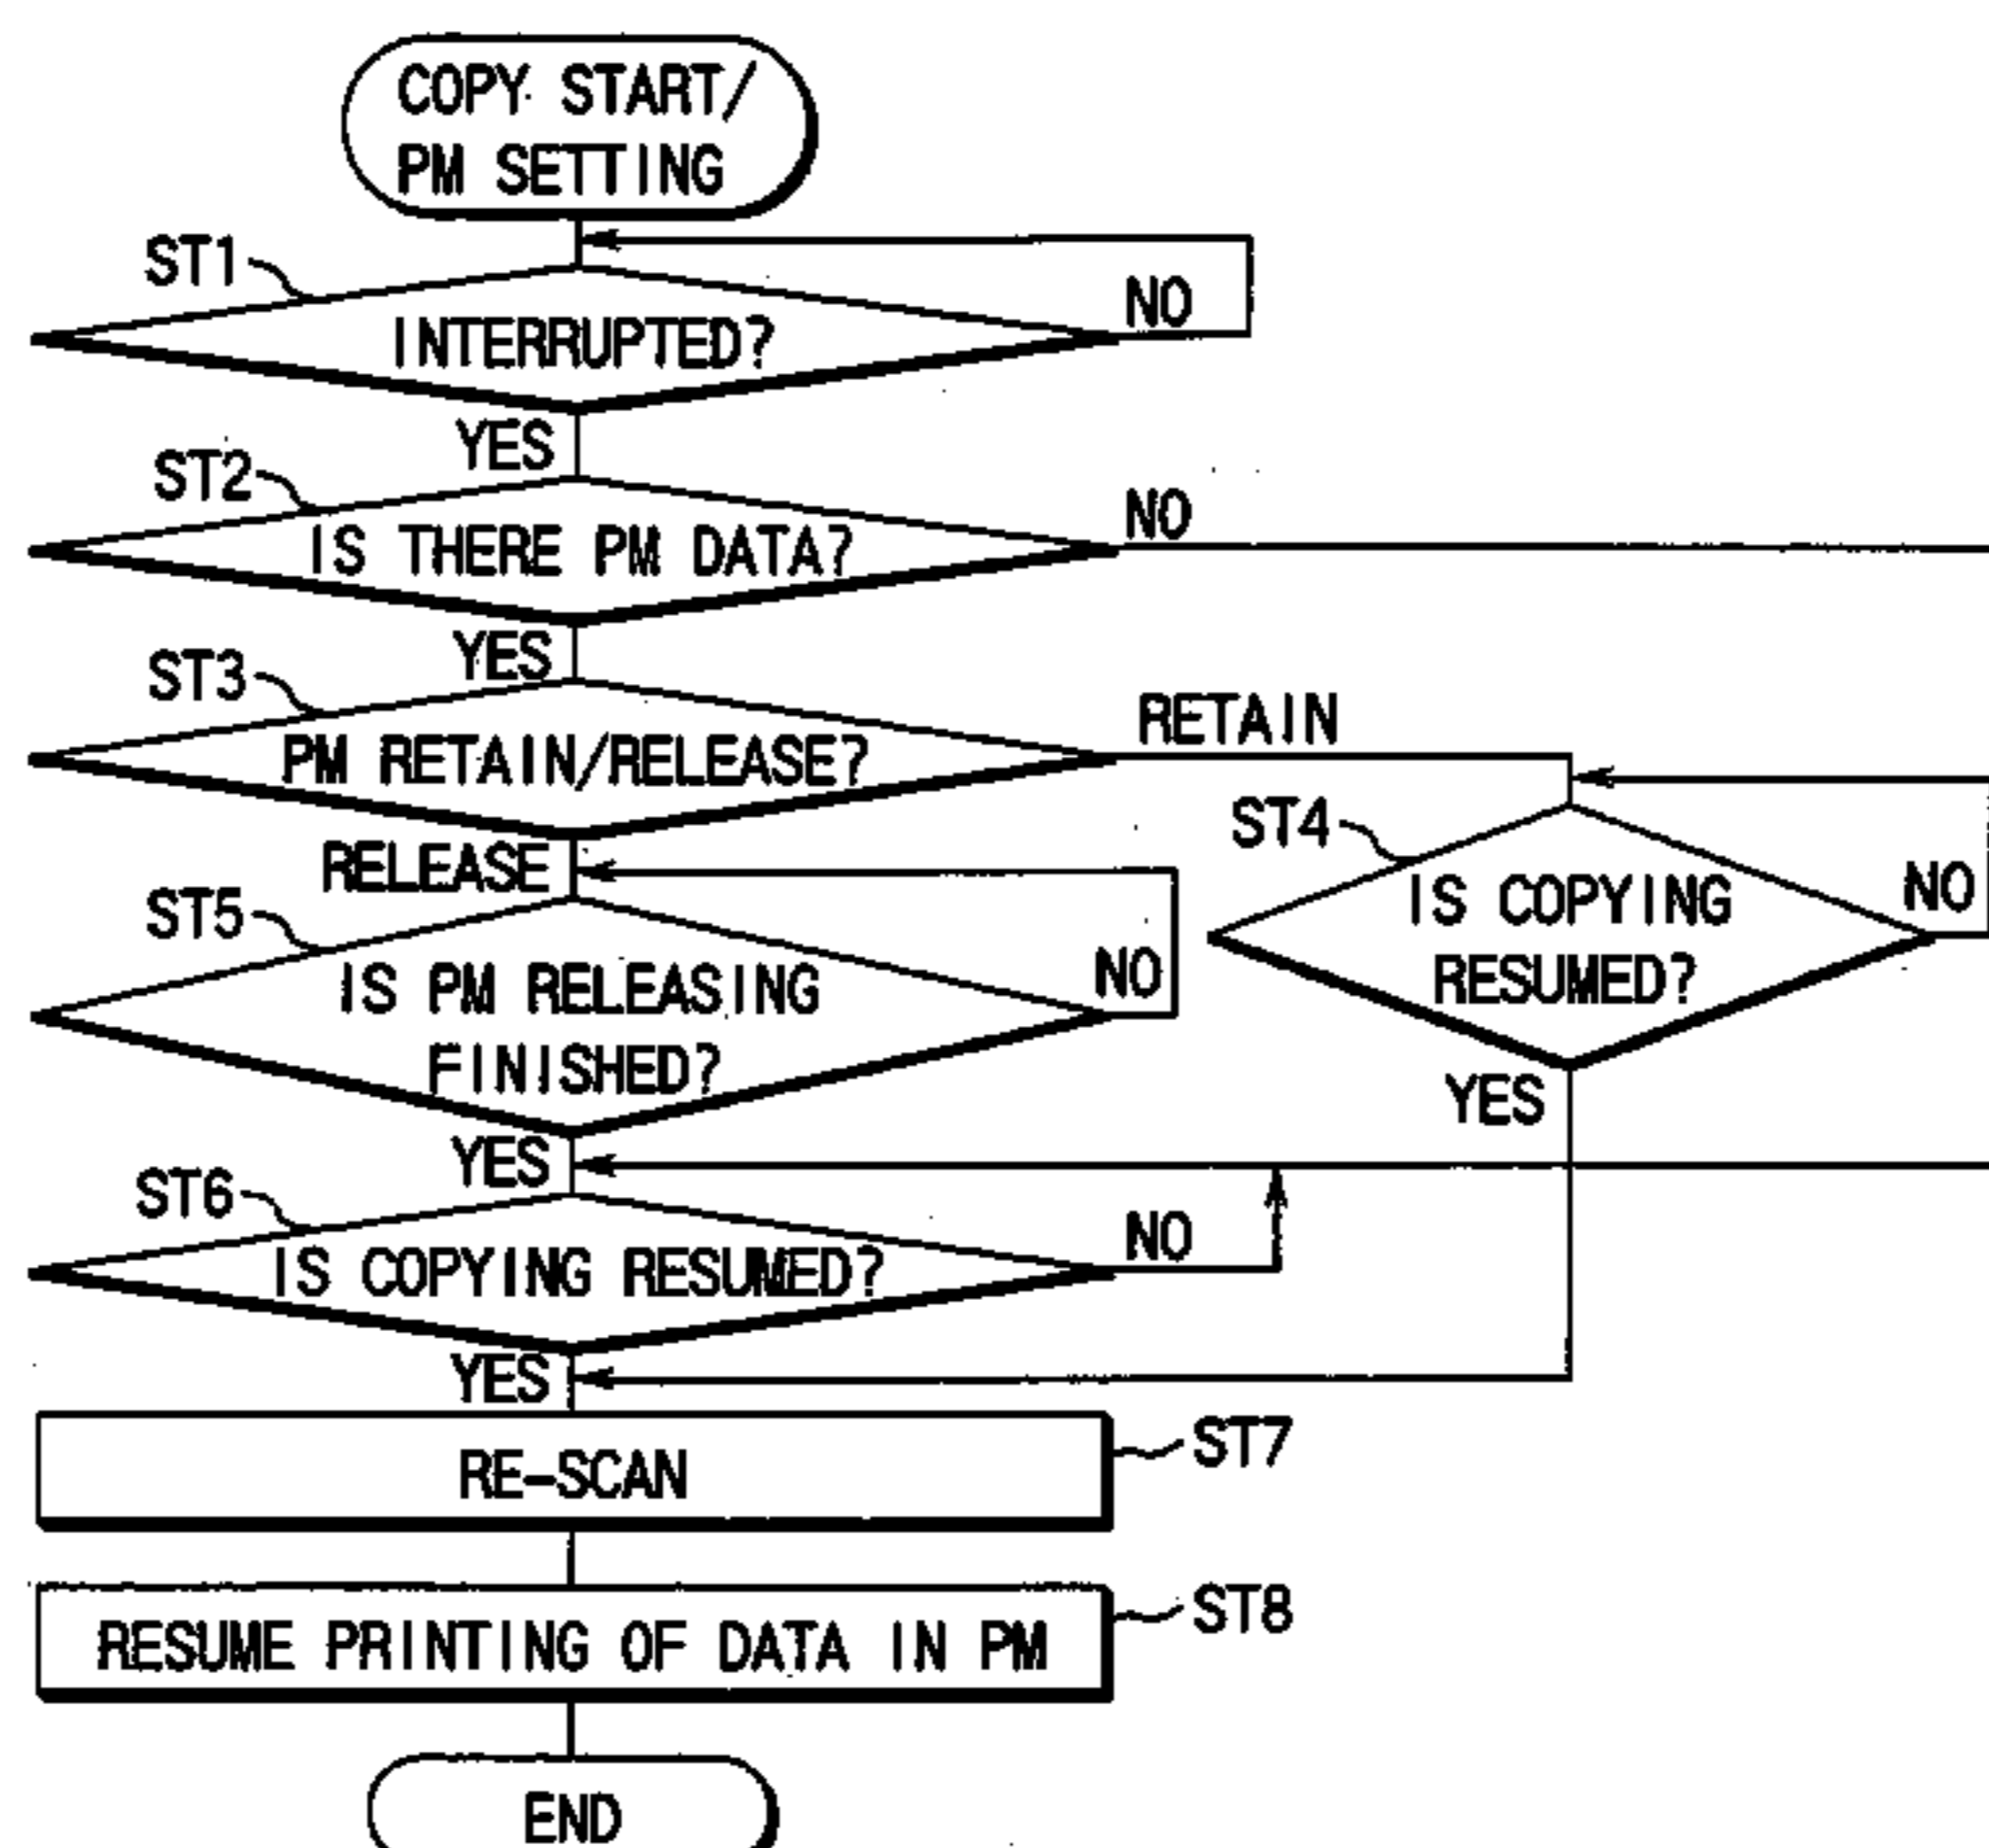 COPY START/
PM SETTING
ST1
INTERRUPTED?
NO
YES
ST2
IS THERE PM DATA?
NO
YES
ST3
PM RETAIN/RELEASE?
RETAIN
RELEASE
ST4
IS COPYING
RESUMED?
NO
YES
ST5
IS PM RELEASING
FINISHED?
NO
YES
ST6
IS COPYING RESUMED?
NO
YES
RE-SCAN
ST7
RESUME PRINTING OF DATA IN PM
ST8
END